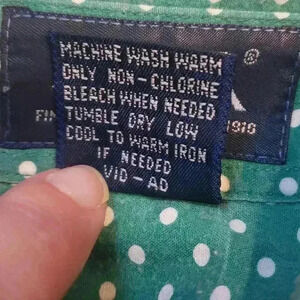 MACHINE WASH WARM
ONLY NON-CHLORINE
BLEACH WHEN NEEDED
TUMBLE DRY LOW
COOL TO WARM IRON
IF NEEDED
VID-AD
®